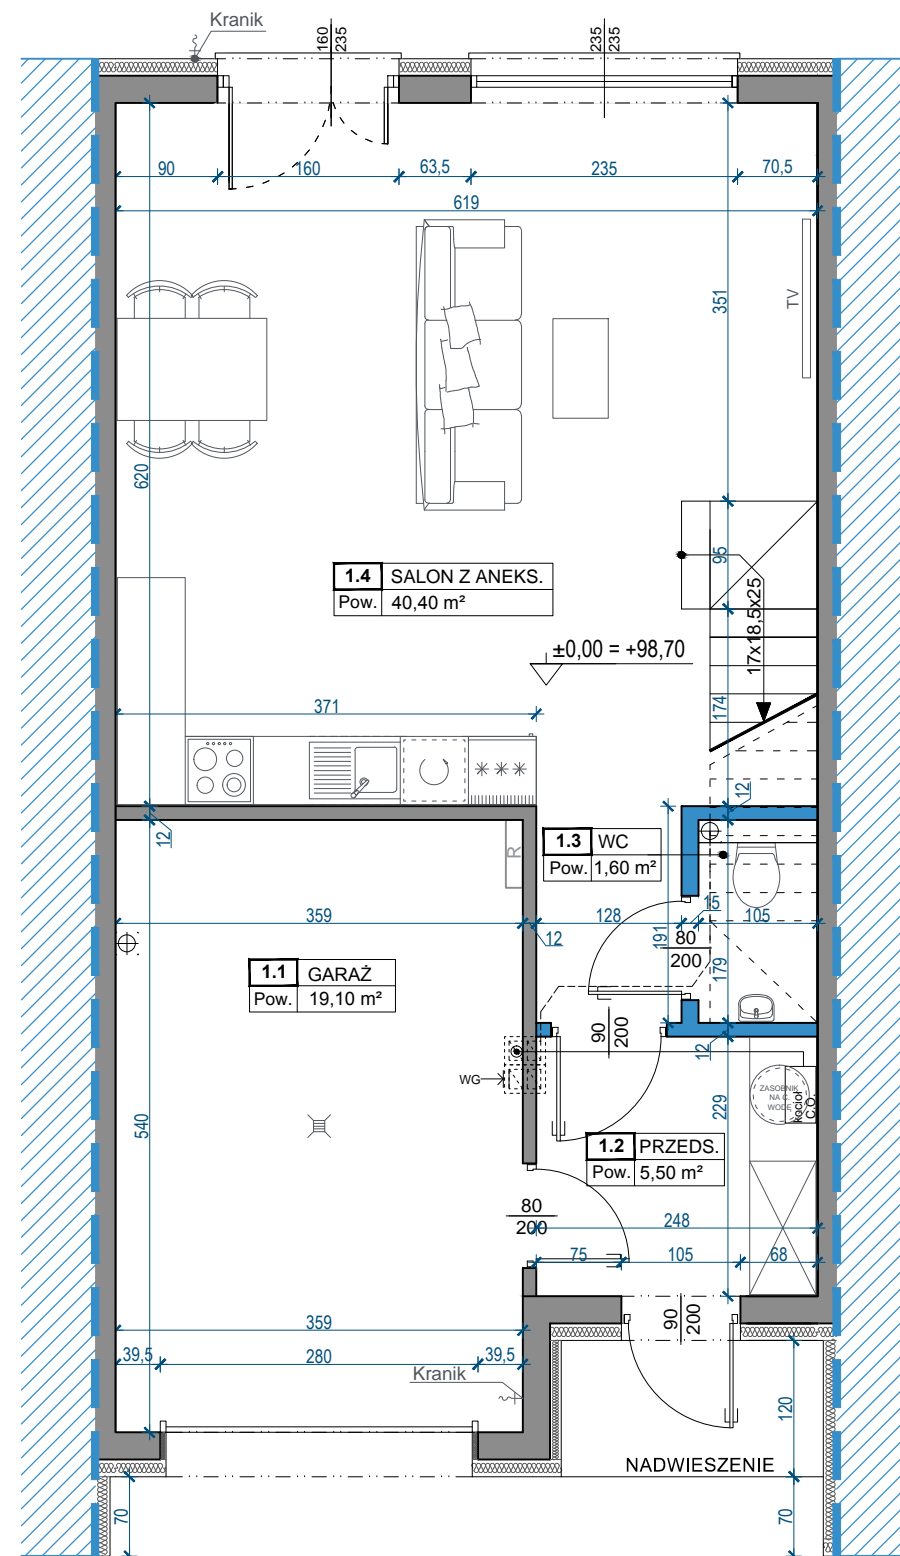 Kranik
160
235
235
235
90
160
63,5
235
70,5
619
351
TV
620
95
1.4 SALON Z ANEKS.
Pow. 40,40 m²
17x18,5x25
±0,00 = +98,70
371
174
12
12
R
1.3 WC
Pow. 1,60 m²
359
12
128
191
15
105
80
200
179
1.1 GARAŻ
Pow. 19,10 m²
90
200
12
WG
ZASOBNIK
NA C.
WODĘ
kocioł
C.O.
229
540
1.2 PRZEDS.
Pow. 5,50 m²
80
200
248
75
105
68
359
90
200
39,5
280
39,5
Kranik
120
NADWIESZENIE
70
70